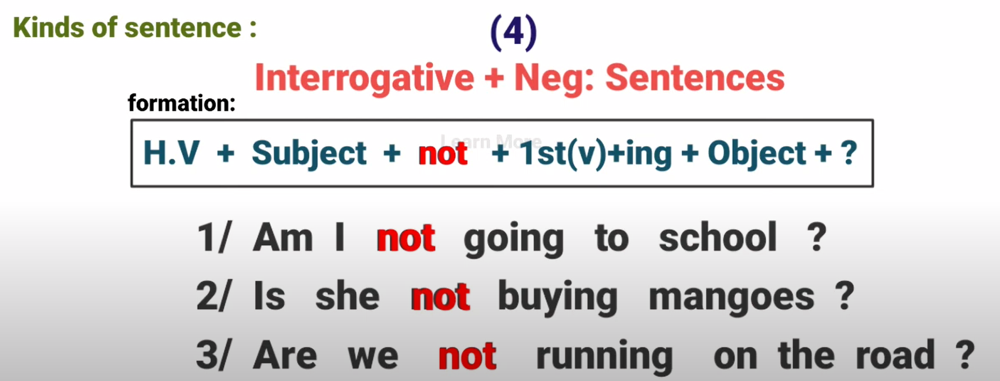 Kinds of sentence :
(4)
Interrogative + Neg: Sentences
formation:
Learn More
H.V + Subject + not + 1st(v)+ing + Object + ?
1/ Am I not going to school ?
2/ Is she not buying mangoes ?
3/ Are we not running on the road ?